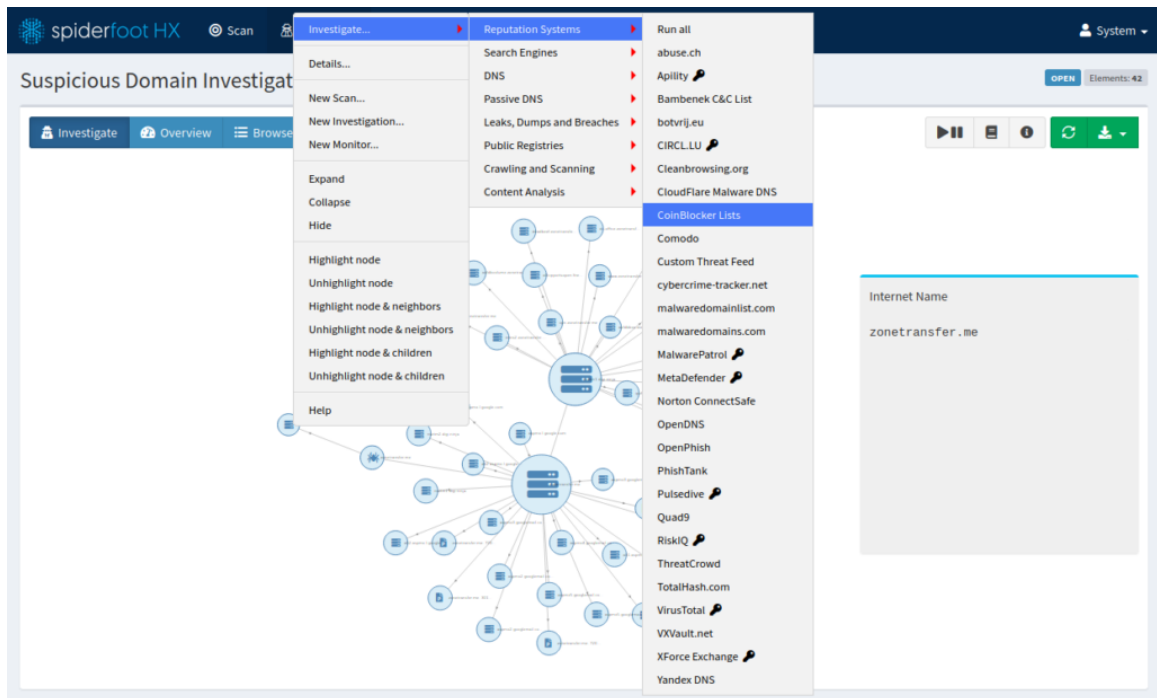 spiderfoot HX
Scan
System
Suspicious Domain Investigat
OPEN
Elements: 42
Investigate
Overview
Browse
Investigate...
Details...
New Scan...
New Investigation...
New Monitor...
Expand
Collapse
Hide
Highlight node
Unhighlight node
Highlight node & neighbors
Unhighlight node & neighbors
Highlight node & children
Unhighlight node & children
Help
Reputation Systems
Search Engines
DNS
Passive DNS
Leaks, Dumps and Breaches
Public Registries
Crawling and Scanning
Content Analysis
Run all
abuse.ch
Apility
Bambenek C&C List
botvrij.eu
CIRCL.LU
Cleanbrowsing.org
CloudFlare Malware DNS
CoinBlocker Lists
Comodo
Custom Threat Feed
cybercrime-tracker.net
malwaredomainlist.com
malwaredomains.com
MalwarePatrol
MetaDefender
Norton ConnectSafe
OpenDNS
OpenPhish
PhishTank
Pulsedive
Quad9
RiskIQ
ThreatCrowd
TotalHash.com
VirusTotal
VXVault.net
XForce Exchange
Yandex DNS
Internet Name
zonetransfer.me